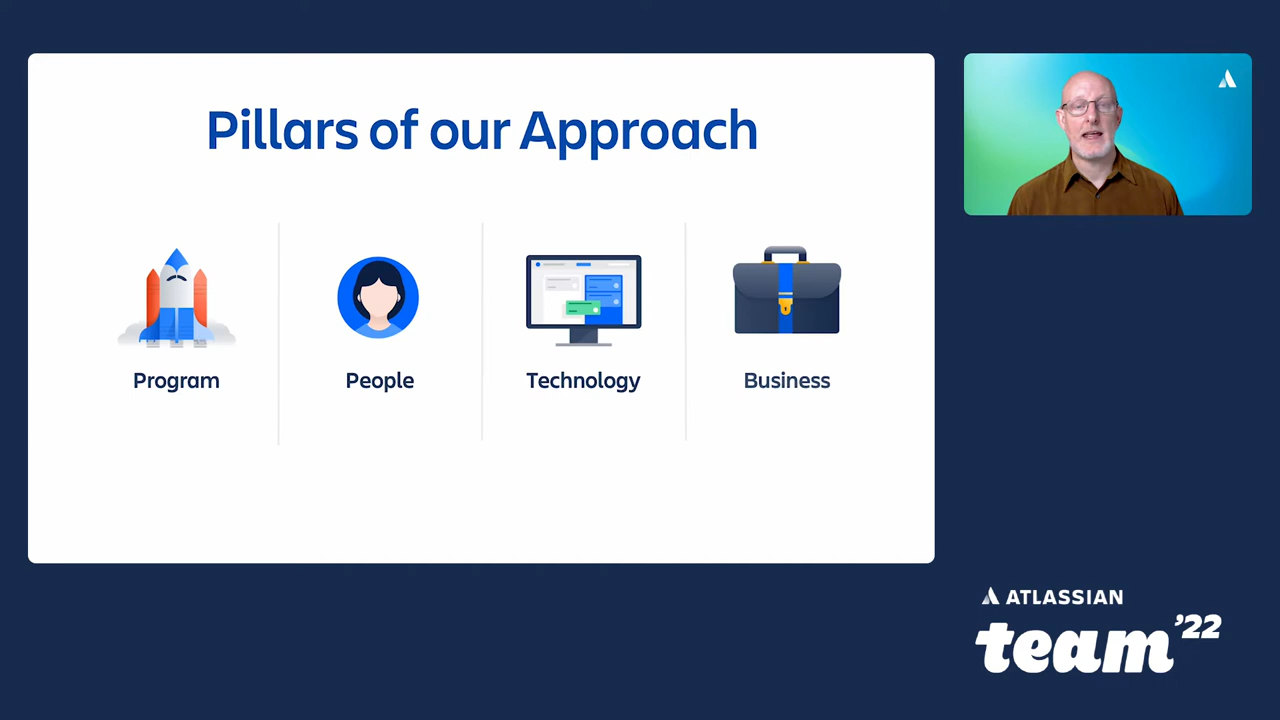 Pillars of our Approach
Program
People
Technology
Business
ATLASSIAN
team '22